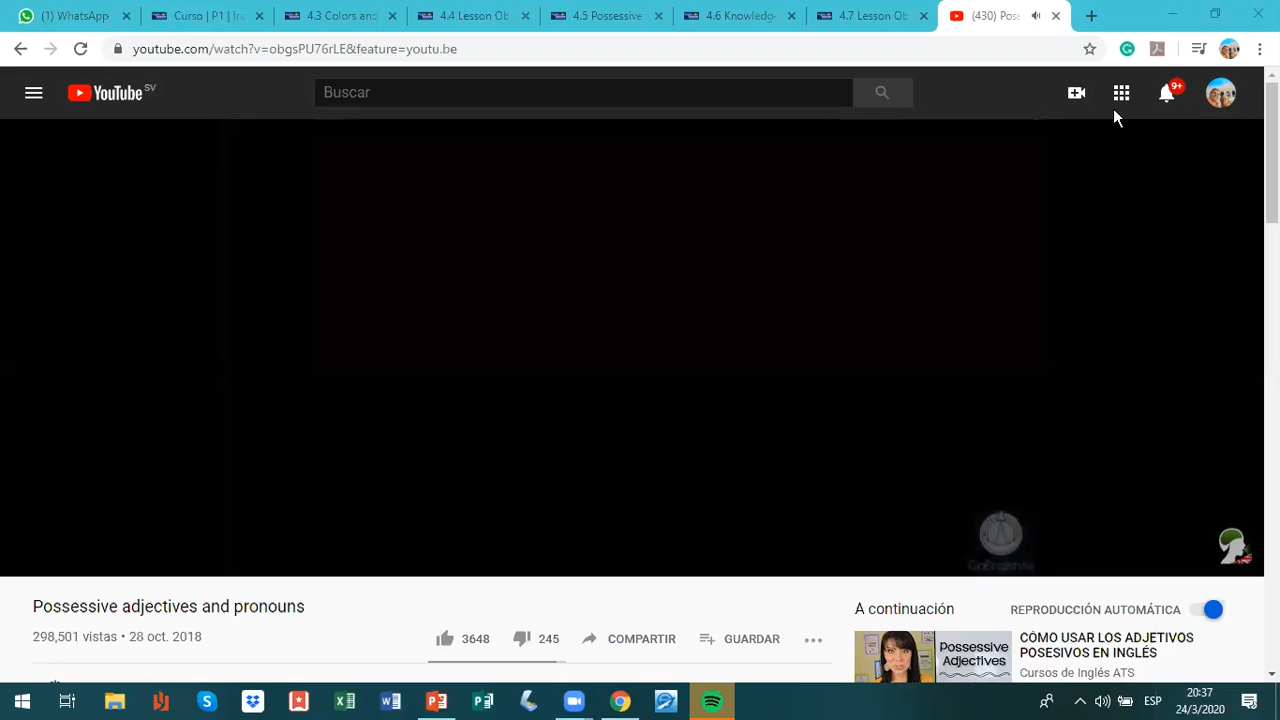 (1) WhatsApp
Curso | P1 | In
4.3 Colors and
4.4 Lesson Ob
4.5 Possessive
4.6 Knowledg
4.7 Lesson Ob
(430) Pos
youtube.com/watch?v=obgsPU76rLE&feature=youtu.be
YouTube SV
Buscar
9+
Possessive adjectives and pronouns
298,501 vistas • 28 oct. 2018
3648
245
COMPARTIR
GUARDAR
A continuación
REPRODUCCIÓN AUTOMÁTICA
Possessive
Adjectives
CÓMO USAR LOS ADJETIVOS
POSESIVOS EN INGLÉS
Cursos de Inglés ATS
ESP
20:37
24/3/2020